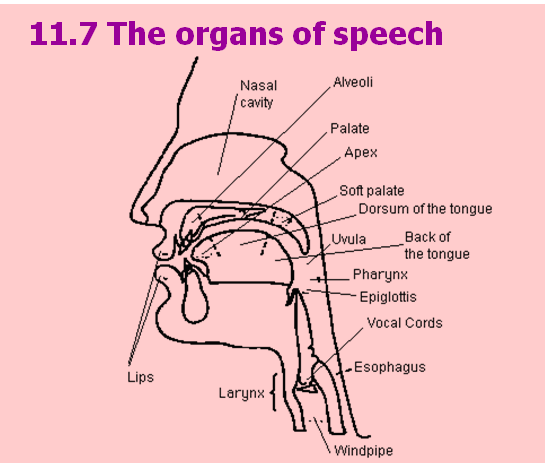 11.7 The organs of speech
Nasal
cavity
Alveoli
Palate
Apex
Soft palate
Dorsum of the tongue
Uvula
Back of
the tongue
Pharynx
Epiglottis
Vocal Cords
Esophagus
Lips
Larynx
Windpipe